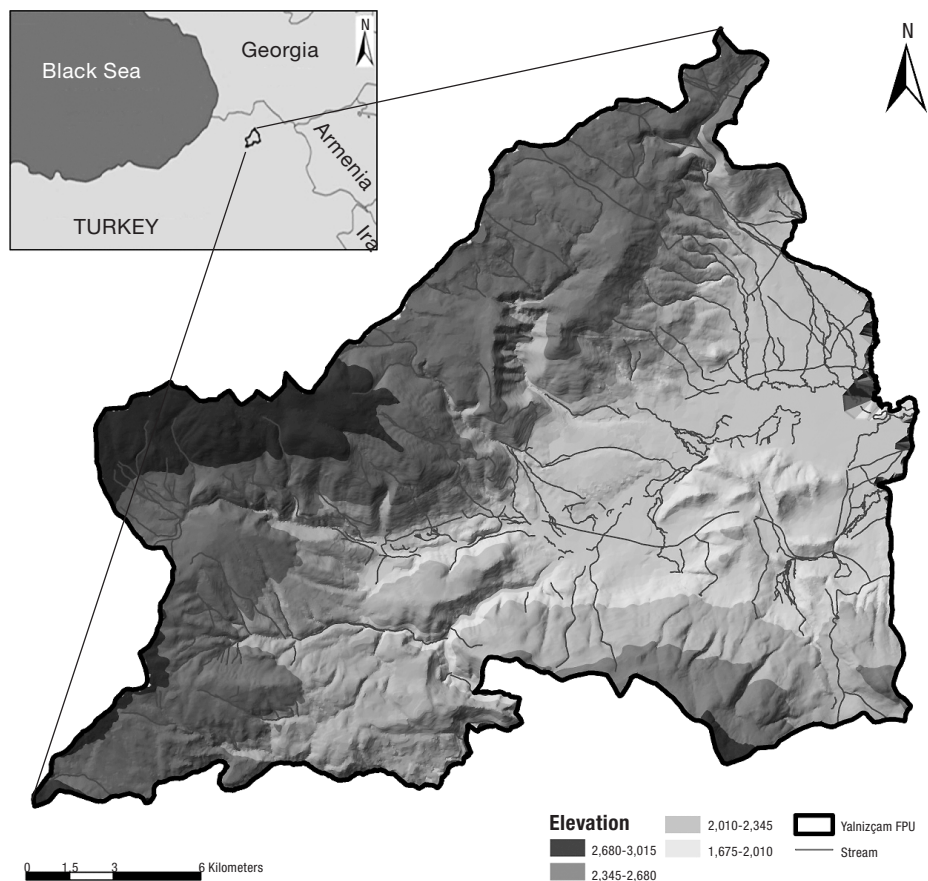 N
Georgia
Black Sea
Armenia
TURKEY
Ira
N
Elevation
2,680-3,015
2,345-2,680
2,010-2,345
1,675-2,010
Yalnizçam FPU
Stream
0 1.5 3 6 Kilometers